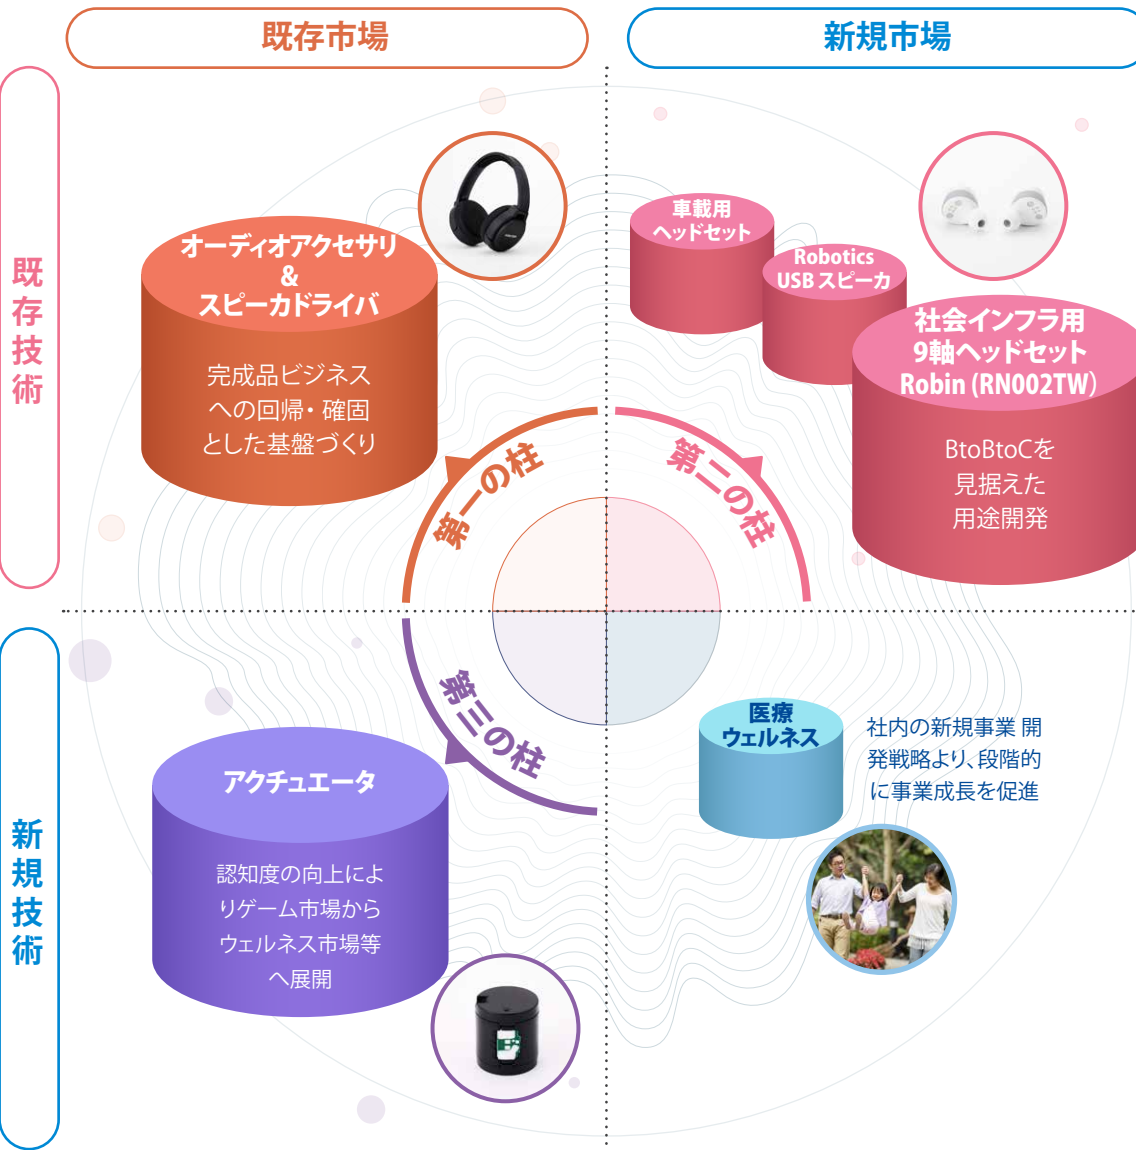 既存市場
新規市場
既存技術
オーディオアクセサリ
&
スピーカドライバ
完成品ビジネス
への回帰・確固
とした基盤づくり
第一の柱
車載用
ヘッドセット
Robotics
USB スピーカ
社会インフラ用
9軸ヘッドセット
Robin (RN002TW)
BtoBtoCを
見据えた
用途開発
第二の柱
新規技術
第三の柱
アクチュエータ
認知度の向上によ
りゲーム市場から
ウェルネス市場等
へ展開
医療
ウェルネス
社内の新規事業 開
発戦略より、段階的
に事業成長を促進